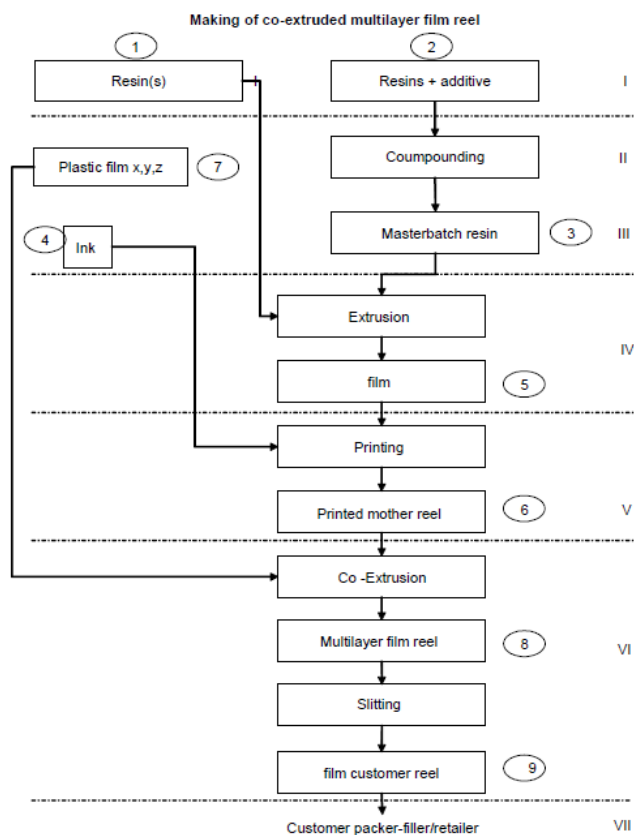 Making of co-extruded multilayer film reel
1
2
Resin(s)
Resins + additive
I
Plastic film x,y,z
7
Coumpounding
II
4
Ink
Masterbatch resin
3
III
Extrusion
IV
film
5
Printing
Printed mother reel
6
V
Co -Extrusion
Multilayer film reel
8
VI
Slitting
film customer reel
9
Customer packer-filler/retailer
VII